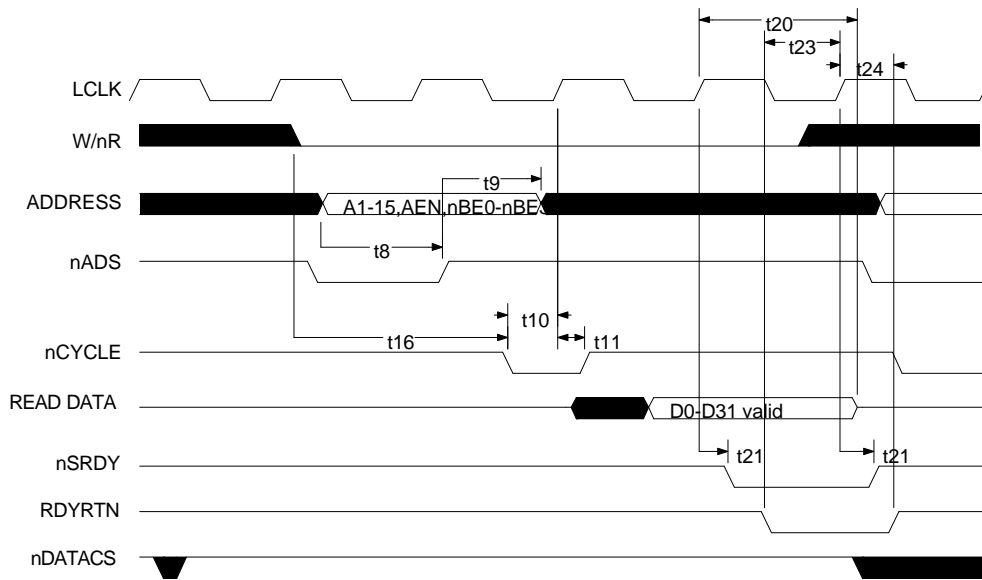 t20
t23
t24
LCLK
W/nR
t9
ADDRESS
A1-15,AEN,nBE0-nBE
t8
nADS
t10
t16
t11
nCYCLE
READ DATA
D0-D31 valid
nSRDY
t21
t21
RDYRTN
nDATACS